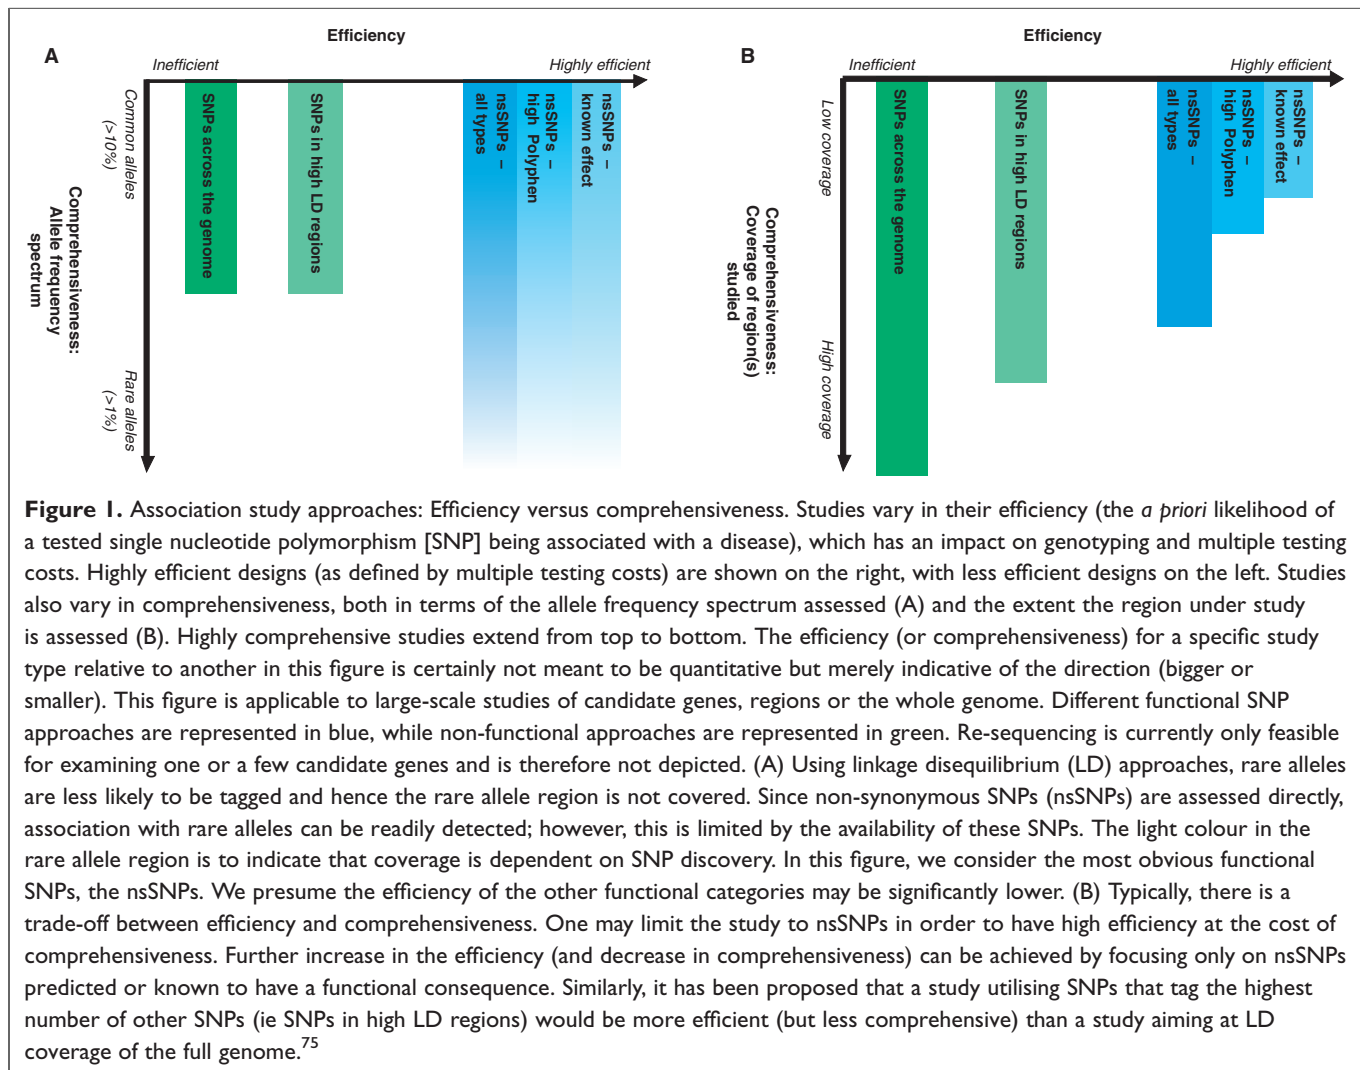 Efficiency
A
Inefficient
Highly efficient
Common alleles
(>10%)
Rare alleles
(>1%)
Comprehensiveness:
Allele frequency
spectrum
SNPs across the genome
SNPs in high LD regions
nsSNPs –
all types
nsSNPs –
high Polyphen
nsSNPs –
known effect
Efficiency
B
Inefficient
Highly efficient
Low coverage
High coverage
Comprehensiveness:
Coverage of region(s)
studied
SNPs across the genome
SNPs in high LD regions
nsSNPs –
all types
nsSNPs –
high Polyphen
nsSNPs –
known effect
Figure 1. Association study approaches: Efficiency versus comprehensiveness. Studies vary in their efficiency (the a priori likelihood of
a tested single nucleotide polymorphism [SNP] being associated with a disease), which has an impact on genotyping and multiple testing
costs. Highly efficient designs (as defined by multiple testing costs) are shown on the right, with less efficient designs on the left. Studies
also vary in comprehensiveness, both in terms of the allele frequency spectrum assessed (A) and the extent the region under study
is assessed (B). Highly comprehensive studies extend from top to bottom. The efficiency (or comprehensiveness) for a specific study
type relative to another in this figure is certainly not meant to be quantitative but merely indicative of the direction (bigger or
smaller). This figure is applicable to large-scale studies of candidate genes, regions or the whole genome. Different functional SNP
approaches are represented in blue, while non-functional approaches are represented in green. Re-sequencing is currently only feasible
for examining one or a few candidate genes and is therefore not depicted. (A) Using linkage disequilibrium (LD) approaches, rare alleles
are less likely to be tagged and hence the rare allele region is not covered. Since non-synonymous SNPs (nsSNPs) are assessed directly,
association with rare alleles can be readily detected; however, this is limited by the availability of these SNPs. The light colour in the
rare allele region is to indicate that coverage is dependent on SNP discovery. In this figure, we consider the most obvious functional
SNPs, the nsSNPs. We presume the efficiency of the other functional categories may be significantly lower. (B) Typically, there is a
trade-off between efficiency and comprehensiveness. One may limit the study to nsSNPs in order to have high efficiency at the cost of
comprehensiveness. Further increase in the efficiency (and decrease in comprehensiveness) can be achieved by focusing only on nsSNPs
predicted or known to have a functional consequence. Similarly, it has been proposed that a study utilising SNPs that tag the highest
number of other SNPs (ie SNPs in high LD regions) would be more efficient (but less comprehensive) than a study aiming at LD
coverage of the full genome.75